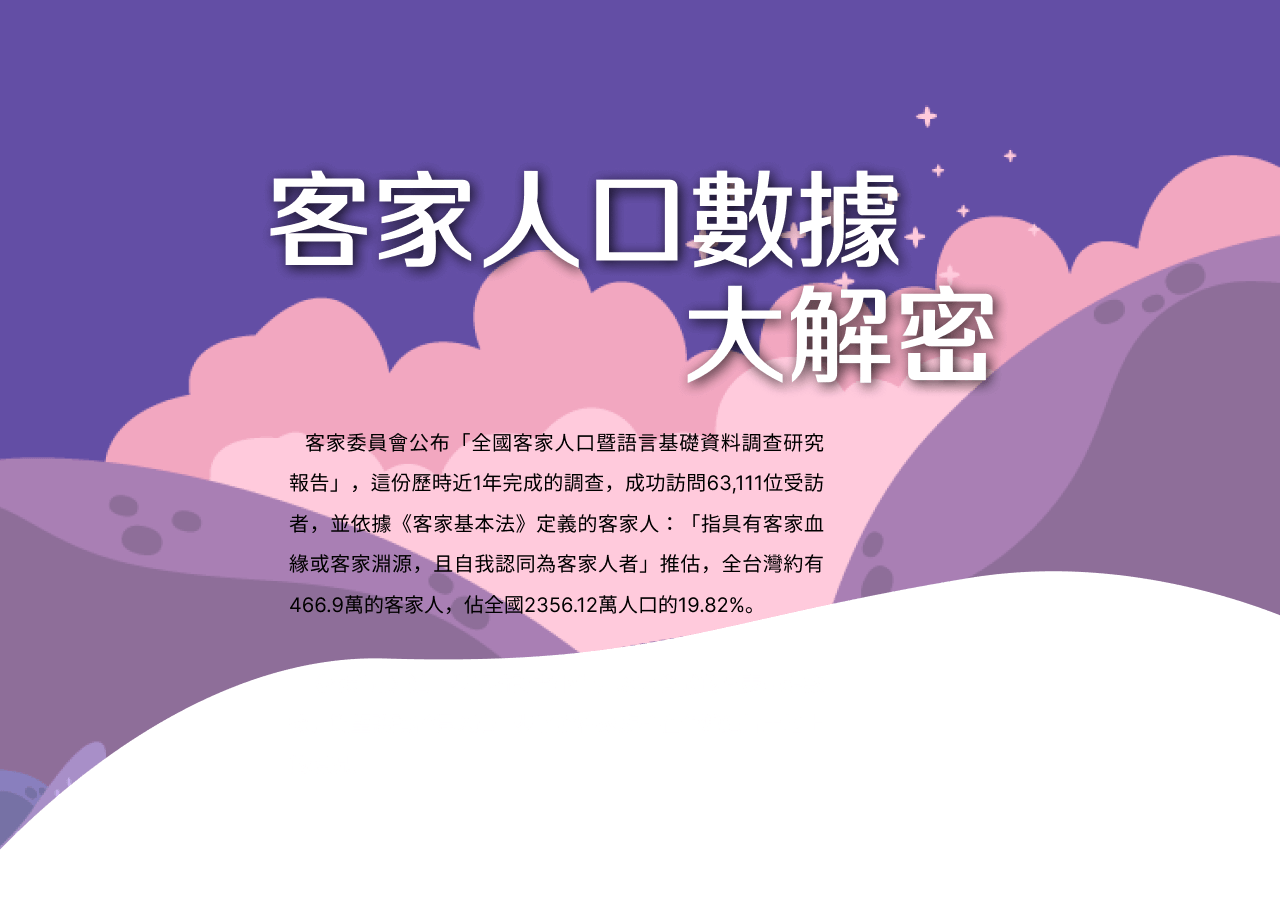 客家人口數據
大解密
客家委員會公布「全國客家人口暨語言基礎資料調查研究
報告」，這份歷時近1年完成的調查，成功訪問63,111位受訪
者，並依據《客家基本法》定義的客家人：「指具有客家血
緣或客家淵源，且自我認同為客家人者」推估，全台灣約有
466.9萬的客家人，佔全國2356.12萬人口的19.82%。